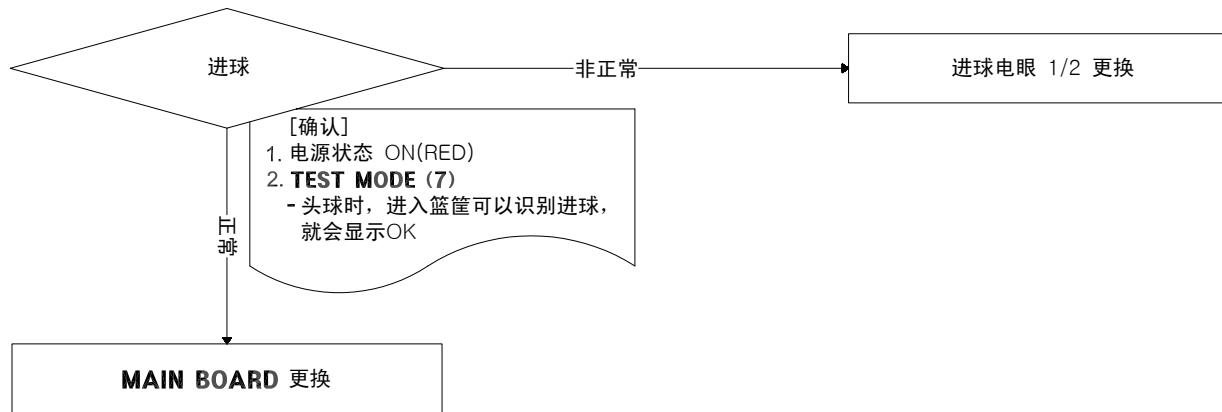 进球
非正常
进球电眼 1/2 更换
[确认]
1. 电源状态 ON(RED)
2. TEST MODE (7)
- 头球时，进入篮筐可以识别进球，
就会显示OK
正常
MAIN BOARD 更换